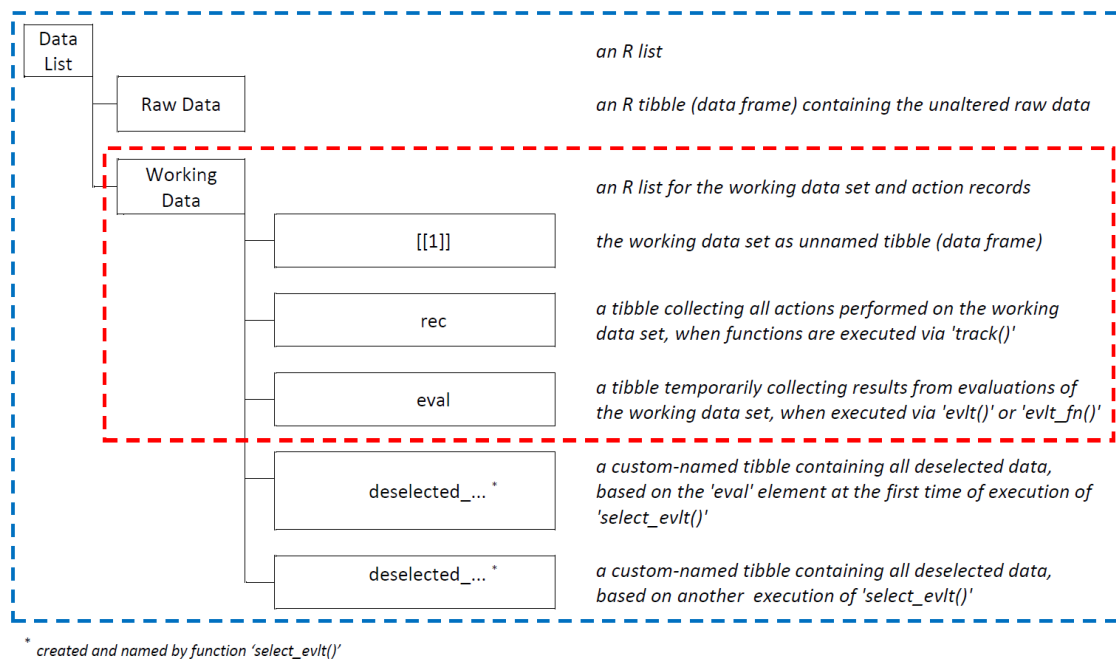 Data
List
an R list
Raw Data
an R tibble (data frame) containing the unaltered raw data
Working
Data
an R list for the working data set and action records
[[1]]
the working data set as unnamed tibble (data frame)
rec
a tibble collecting all actions performed on the working
data set, when functions are executed via 'track()'
eval
a tibble temporarily collecting results from evaluations of
the working data set, when executed via 'evlt()' or 'evlt_fn()'
deselected_... *
a custom-named tibble containing all deselected data,
based on the 'eval' element at the first time of execution of
'select_evlt()'
deselected_... *
a custom-named tibble containing all deselected data,
based on another execution of 'select_evlt()'
* created and named by function ‘select_evlt()’